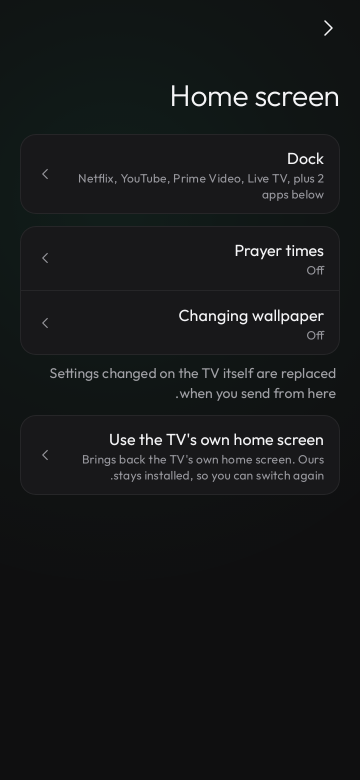 Home screen
Dock
Netflix, YouTube, Prime Video, Live TV, plus 2
apps below
Prayer times
Off
Changing wallpaper
Off
Settings changed on the TV itself are replaced
when you send from here.
Use the TV's own home screen
Brings back the TV's own home screen. Ours
stays installed, so you can switch again.